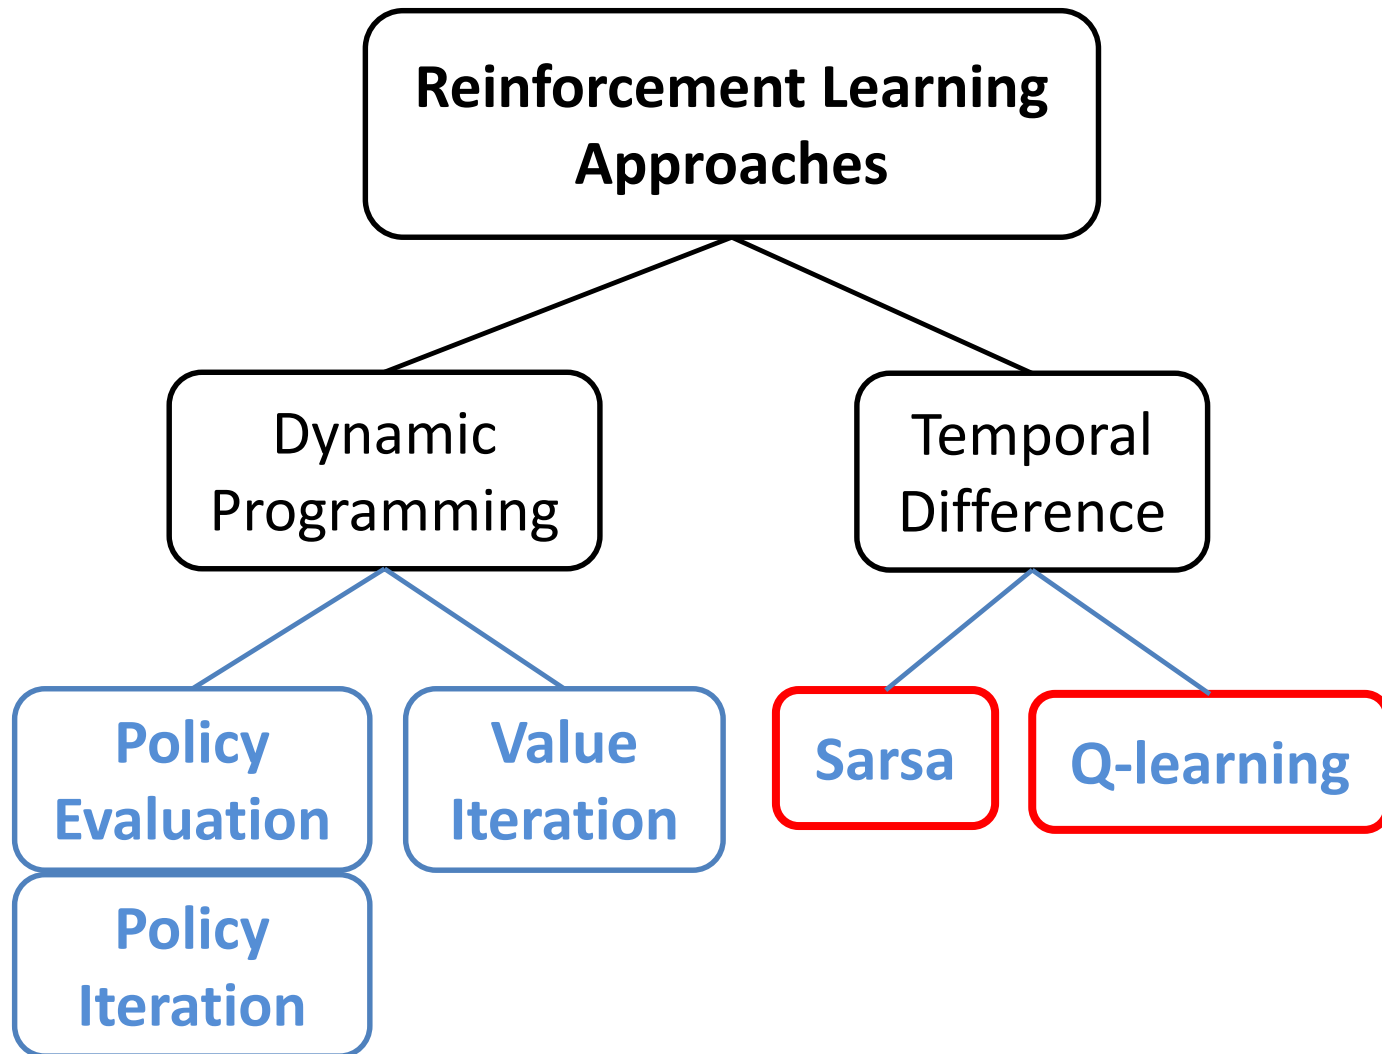 Reinforcement Learning
Approaches
Dynamic
Programming
Temporal
Difference
Policy
Evaluation
Value
Iteration
Sarsa
Q-learning
Policy
Iteration